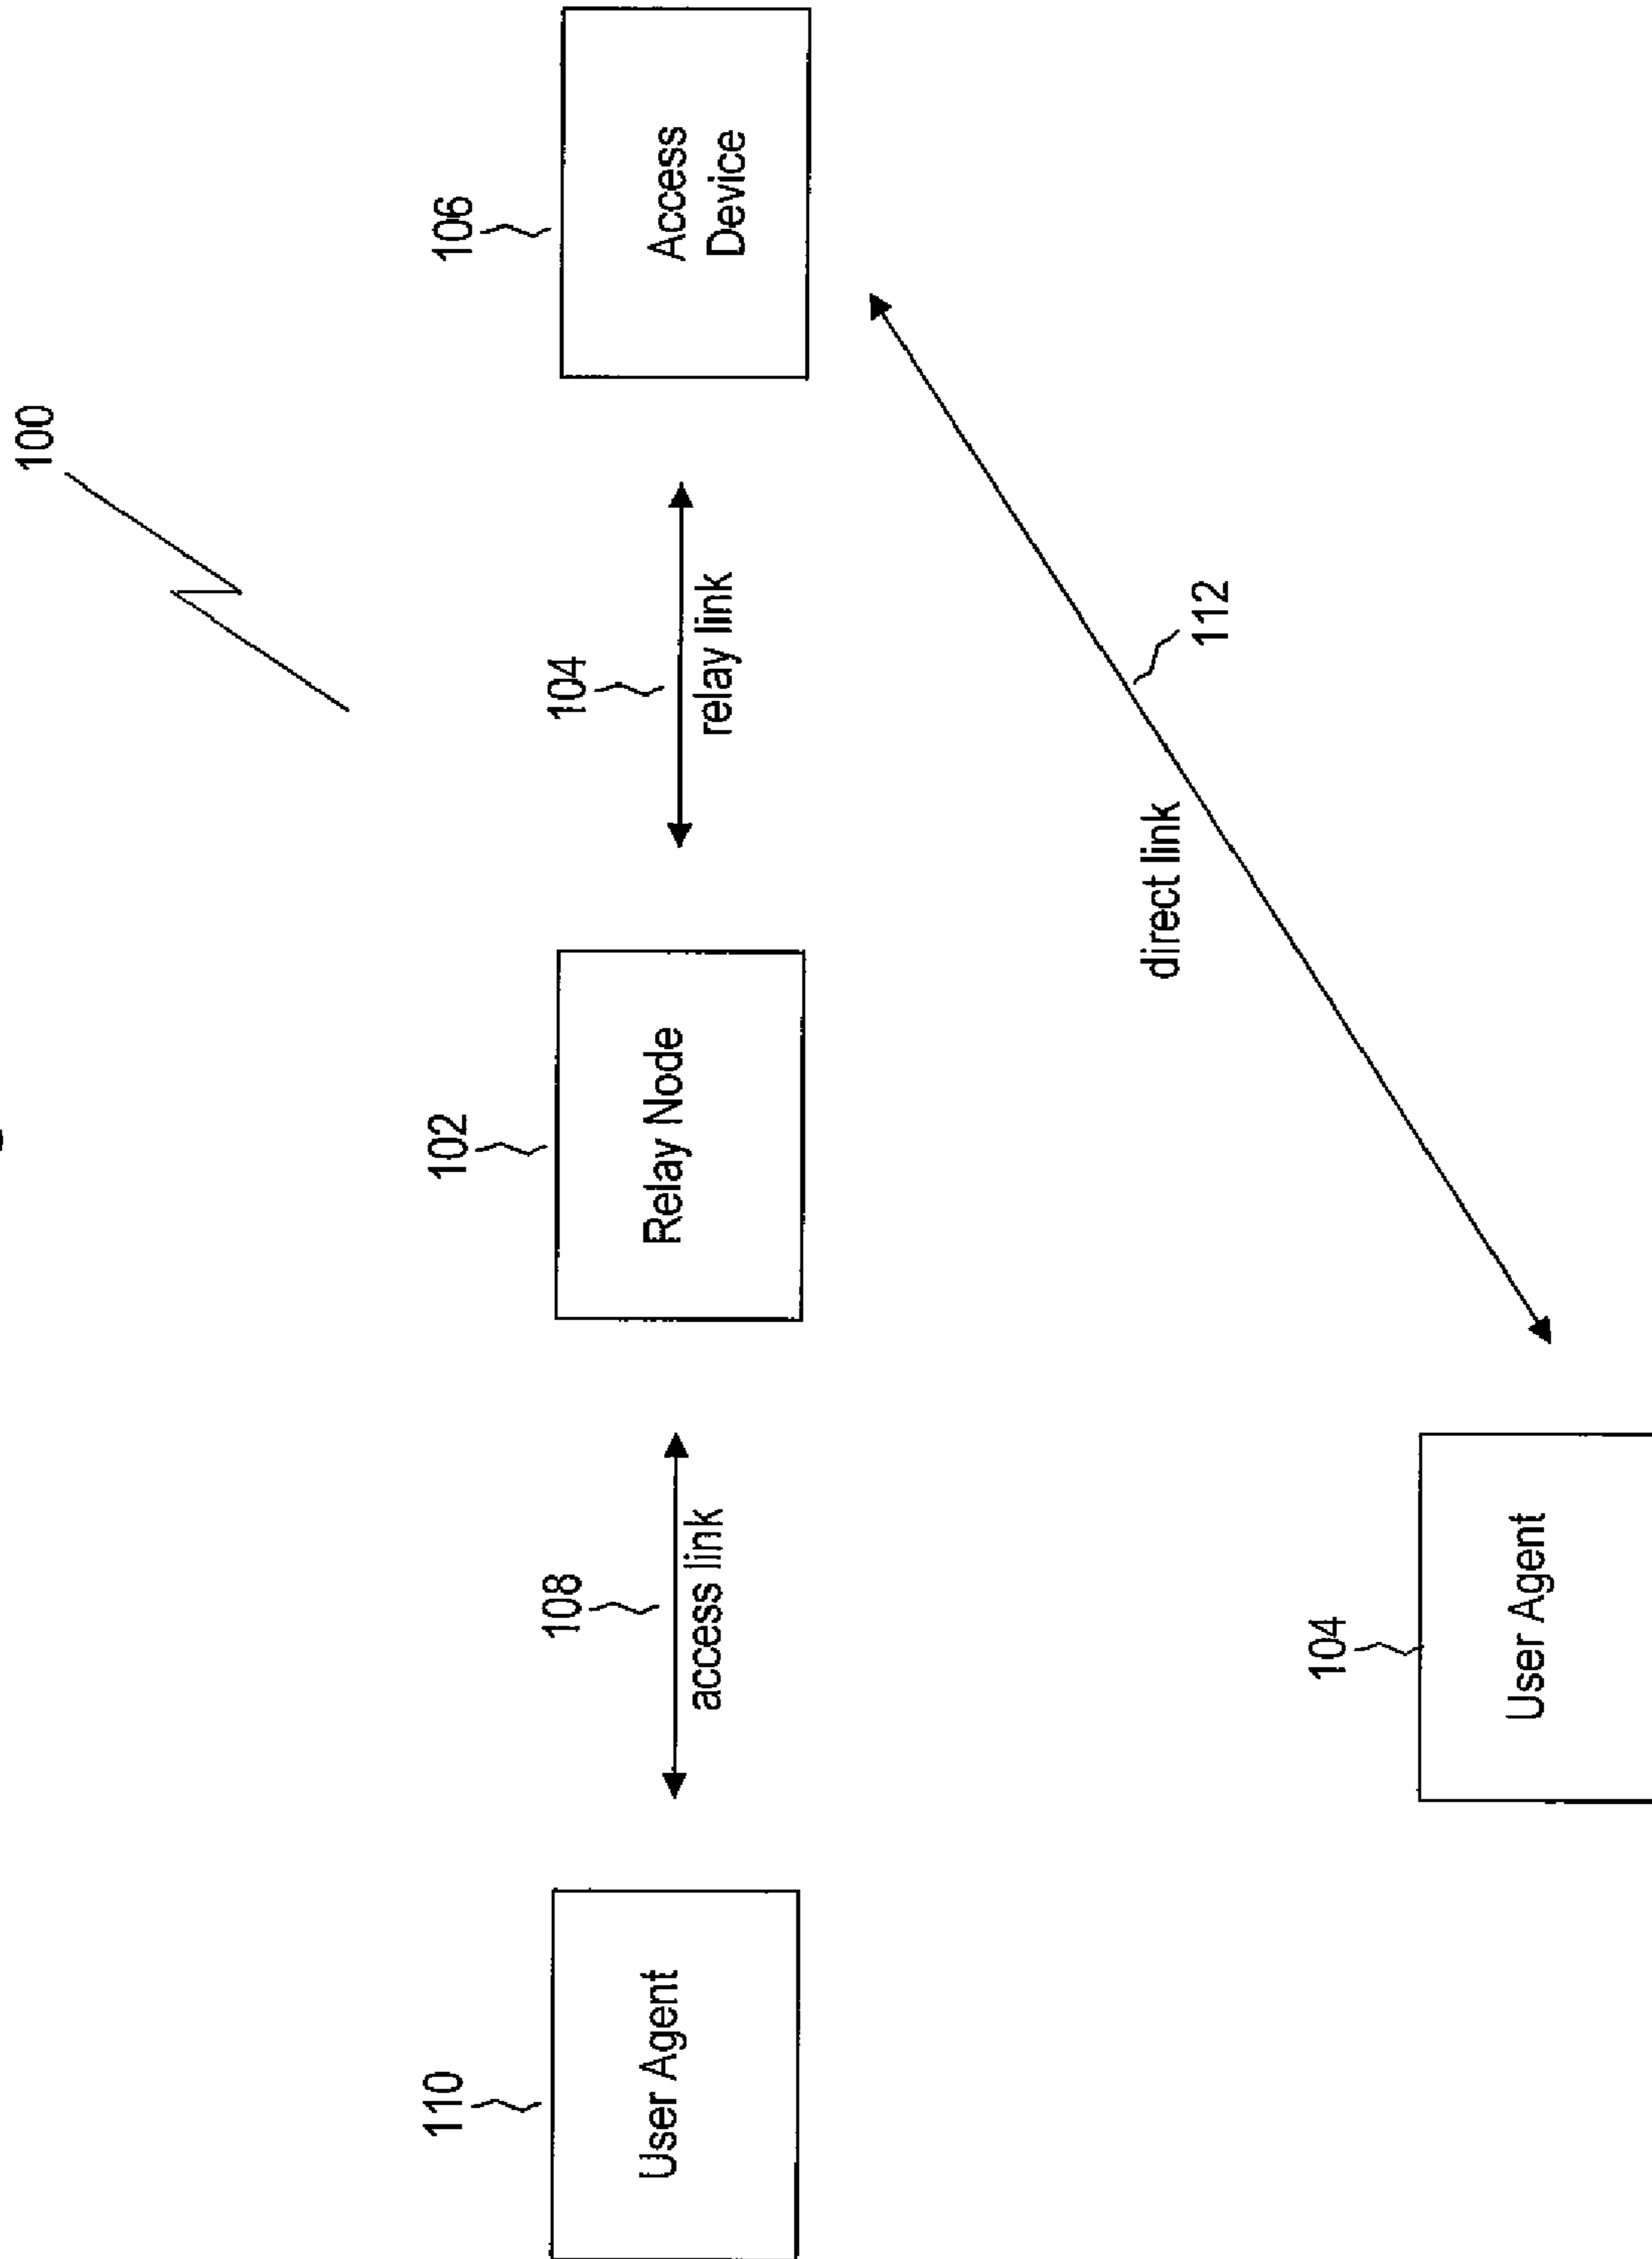 100
110
User Agent
108
access link
102
Relay Node
104
relay link
106
Access
Device
direct link
112
104
User Agent